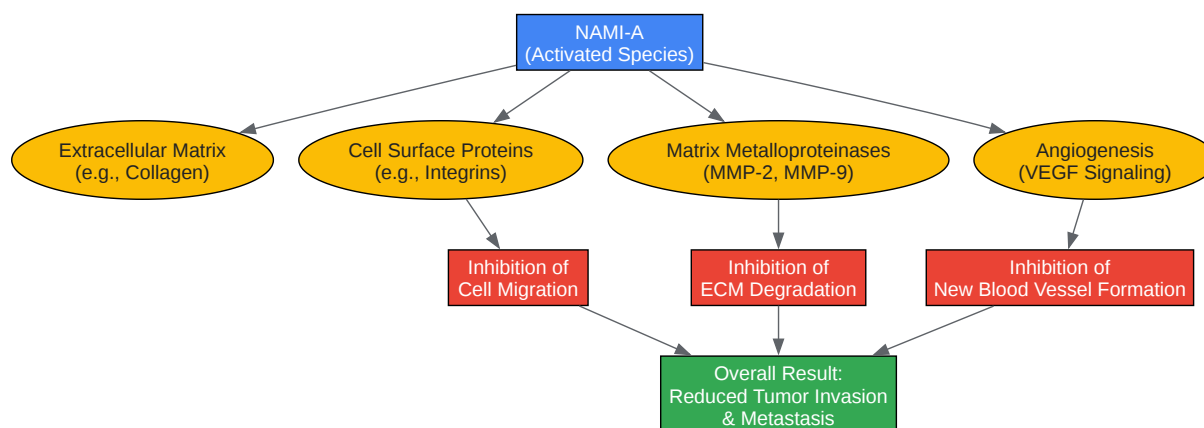 NAMI-A
(Activated Species)
Extracellular Matrix
(e.g., Collagen)
Cell Surface Proteins
(e.g., Integrins)
Matrix Metalloproteinases
(MMP-2, MMP-9)
Angiogenesis
(VEGF Signaling)
Inhibition of
Cell Migration
Inhibition of
ECM Degradation
Inhibition of
New Blood Vessel Formation
Overall Result:
Reduced Tumor Invasion
& Metastasis